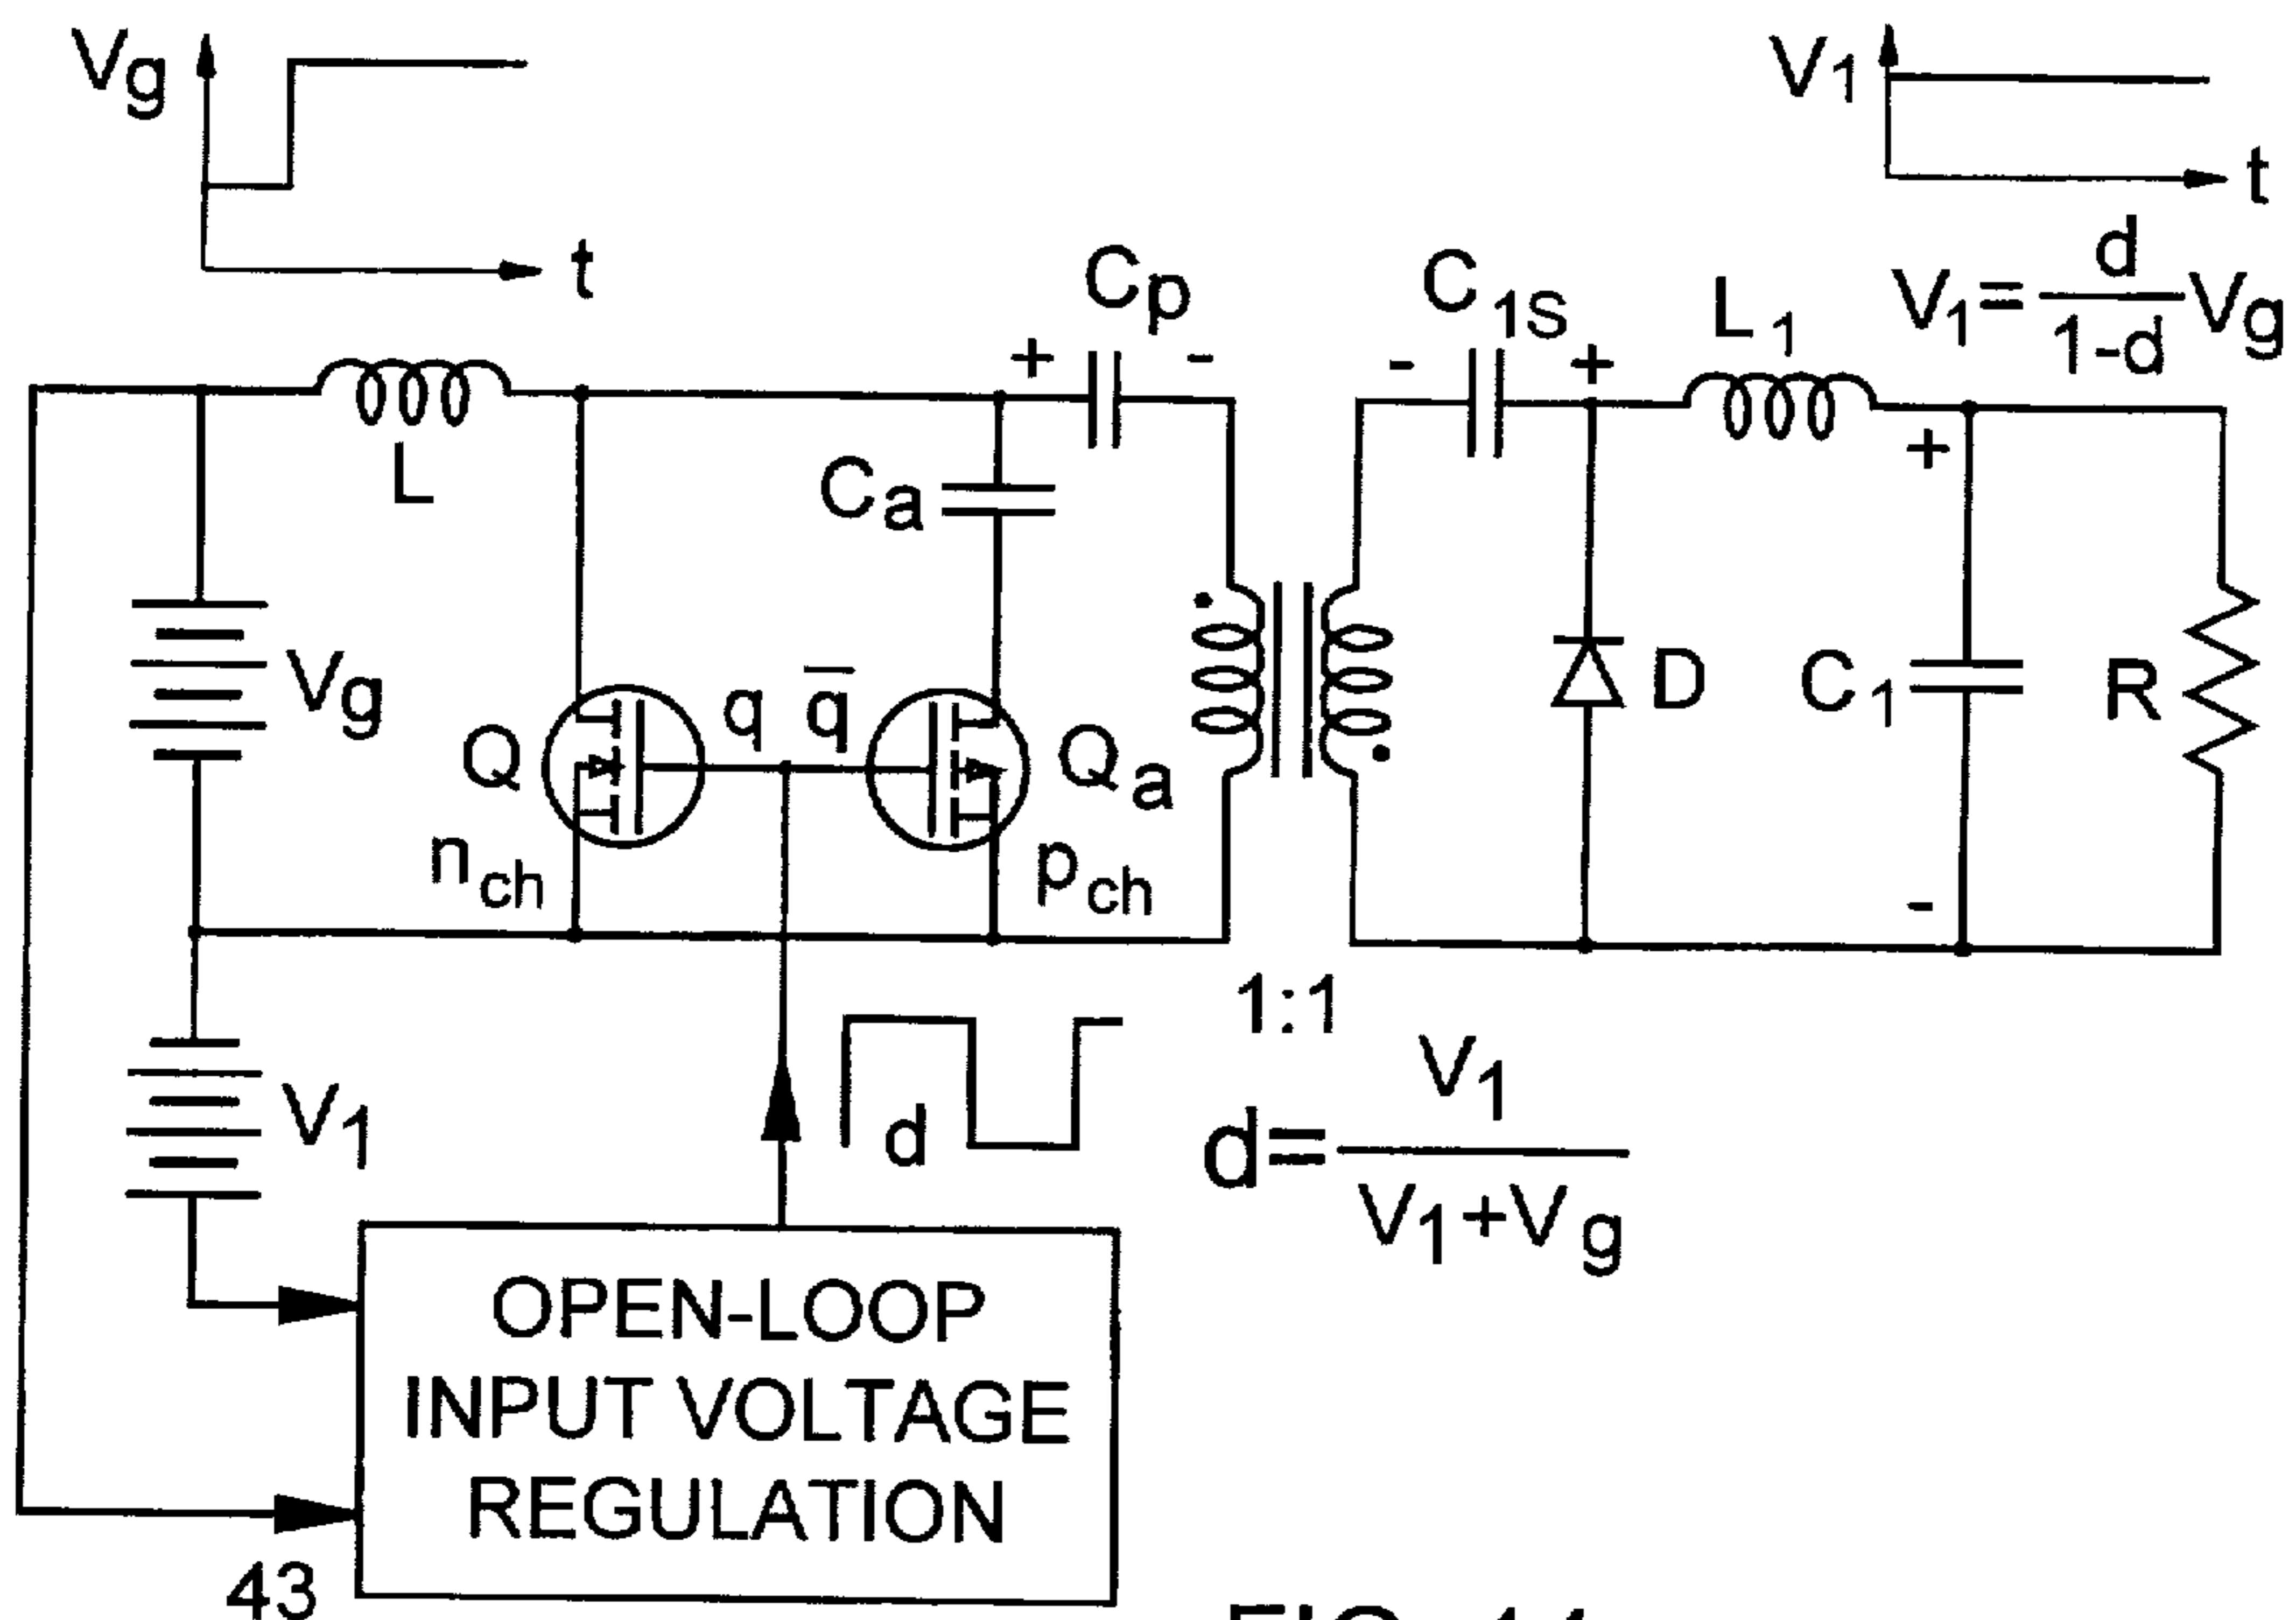 Vg
t
V1
t
V1 = d/(1-d) Vg
Cp
+ -
C1S
- +
L1
L
Ca
+
Vg
Q
q
q̅
Qa
D
C1
R
nch
pch
-
1:1
V1
d
d = V1/(V1+Vg)
OPEN-LOOP
INPUT VOLTAGE
REGULATION
43